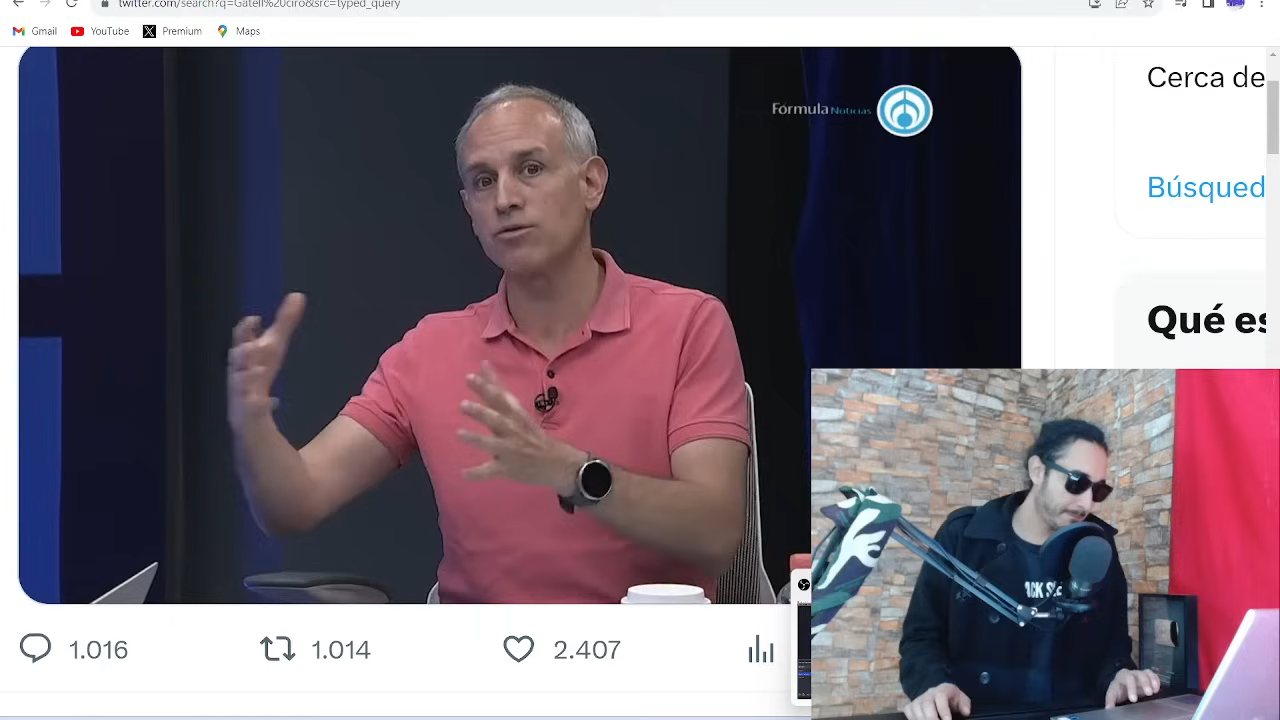 twitter.com/search?q=Gatell%20ciro&src=typed_query
Gmail
YouTube
Premium
Maps
Fórmula Noticias
Cerca de
Búsqued
Qué es
1.016
1.014
2.407